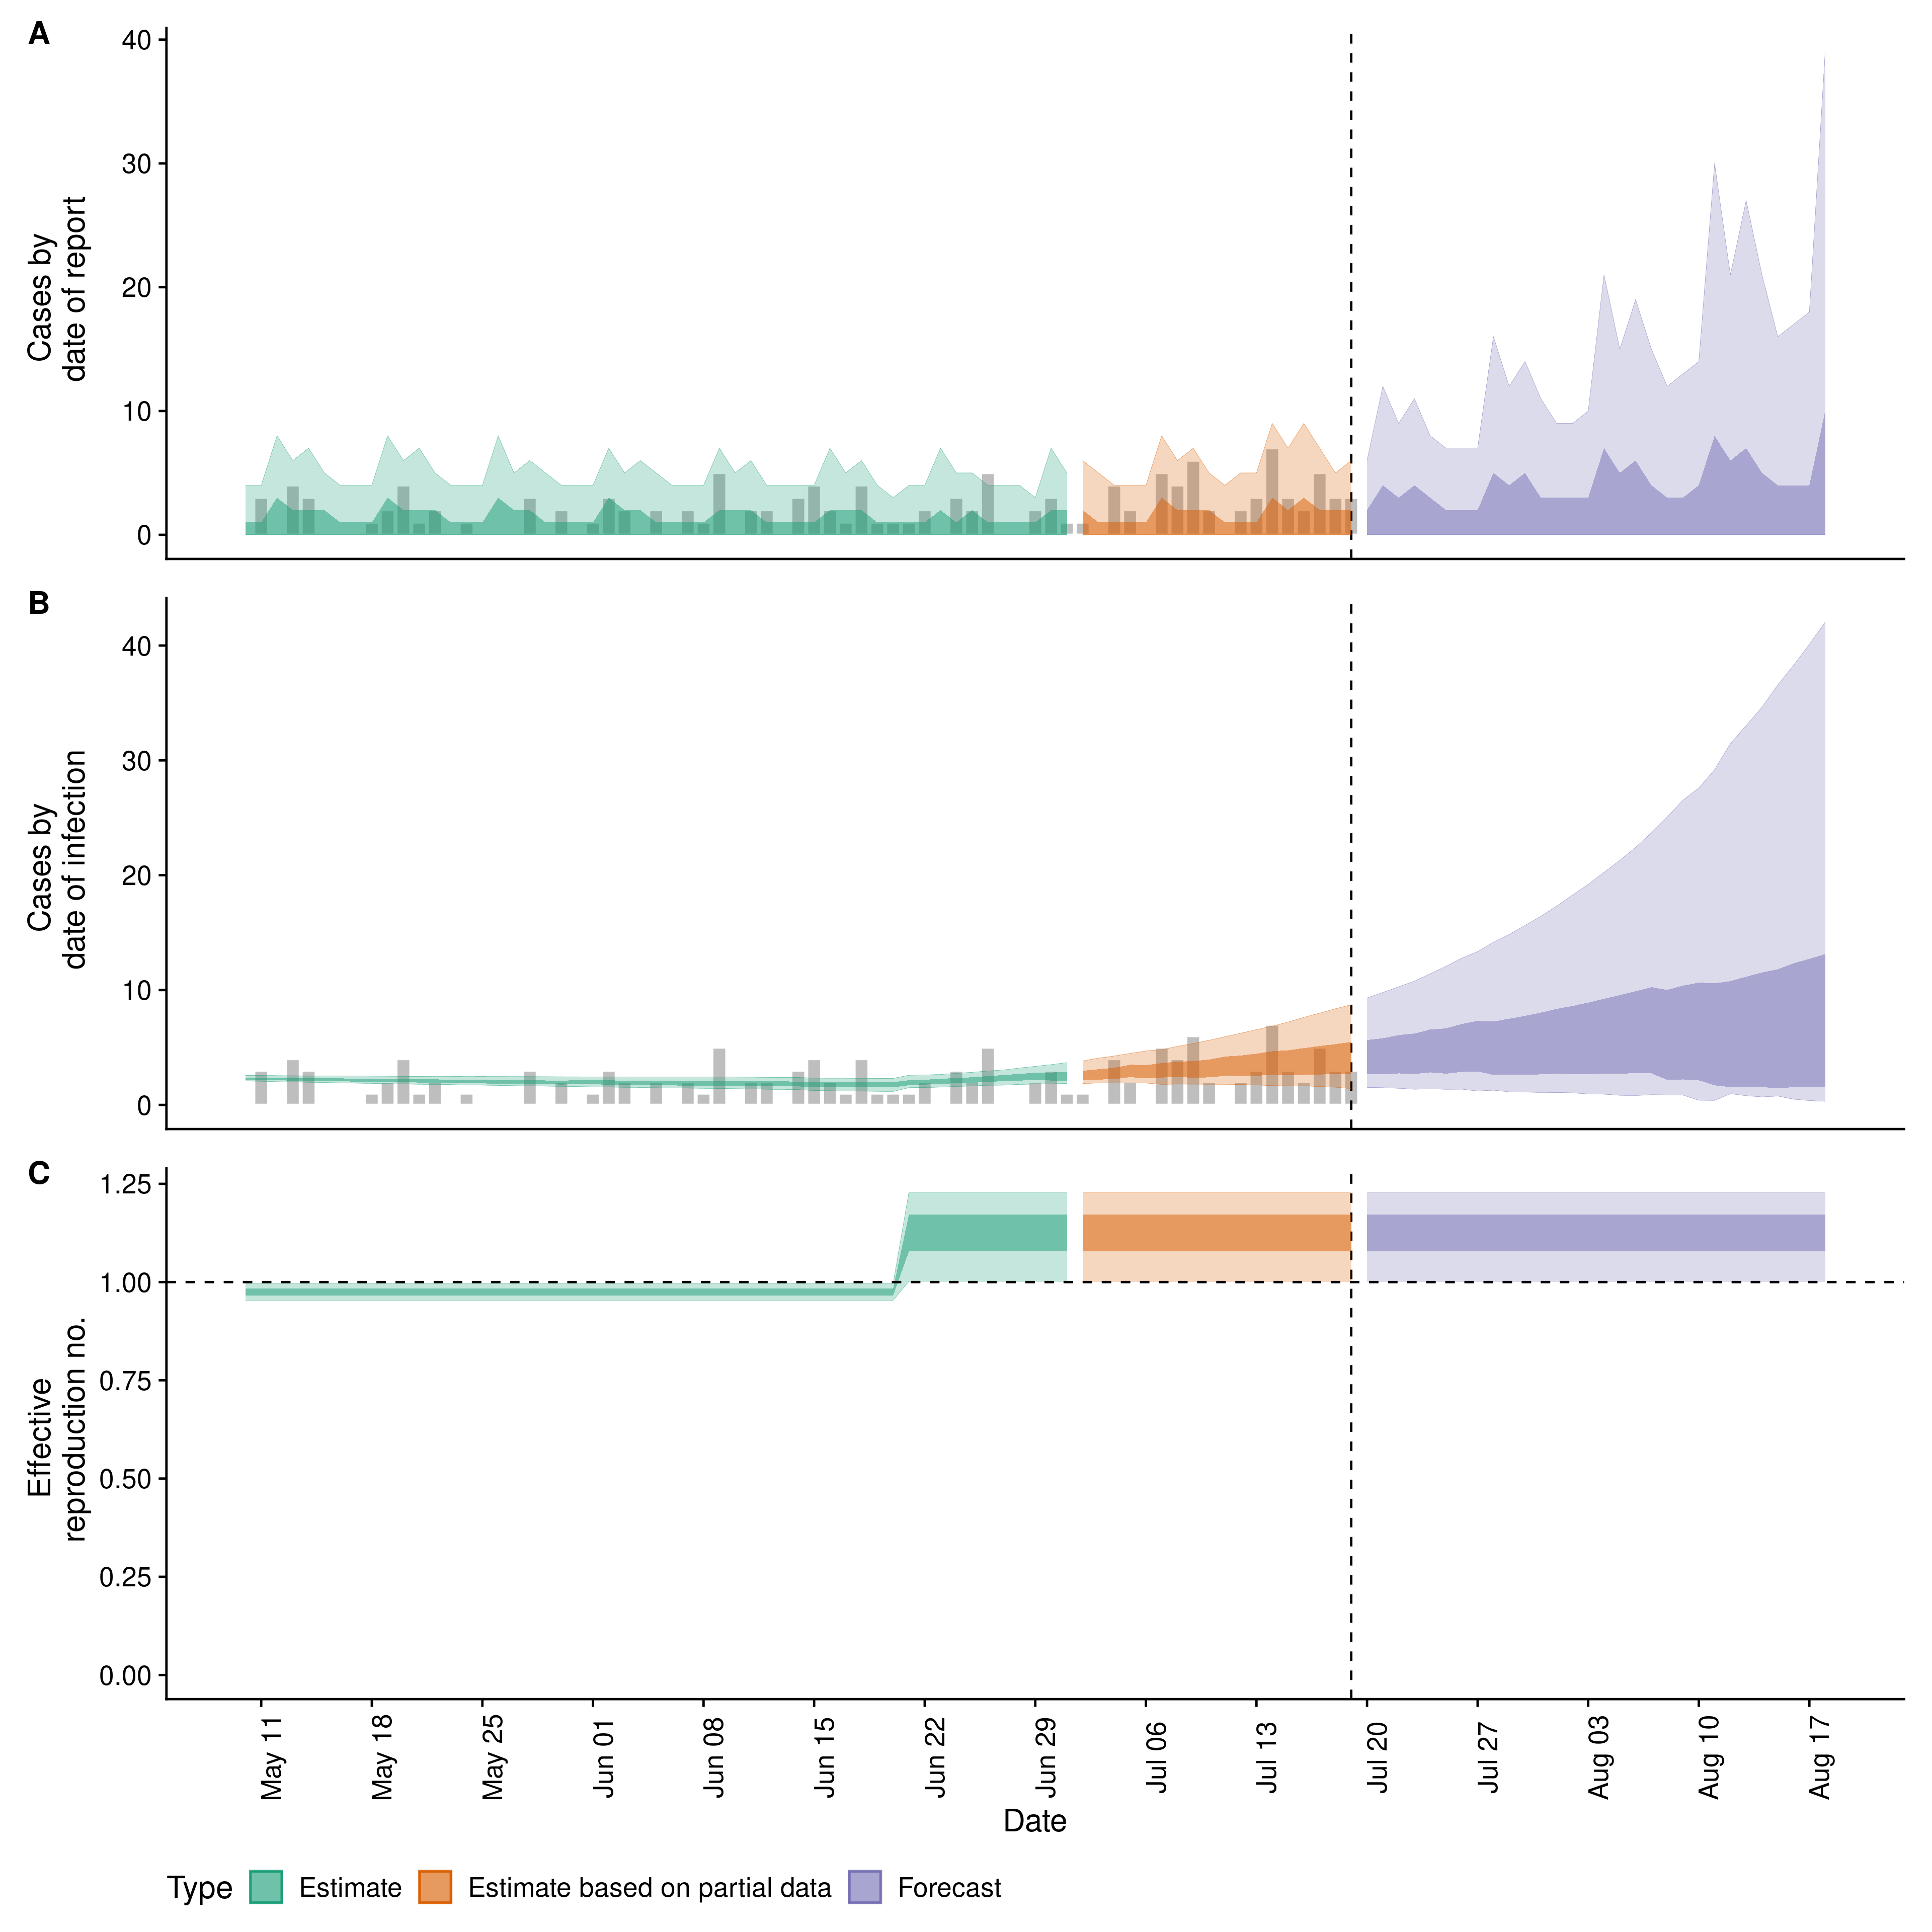 A
Cases by
date of report
40
30
20
10
0
B
Cases by
date of infection
40
30
20
10
0
C
Effective
reproduction no.
1.25
1.00
0.75
0.50
0.25
0.00
May 11
May 18
May 25
Jun 01
Jun 08
Jun 15
Jun 22
Jun 29
Jul 06
Jul 13
Jul 20
Jul 27
Aug 03
Aug 10
Aug 17
Date
Type Estimate Estimate based on partial data Forecast